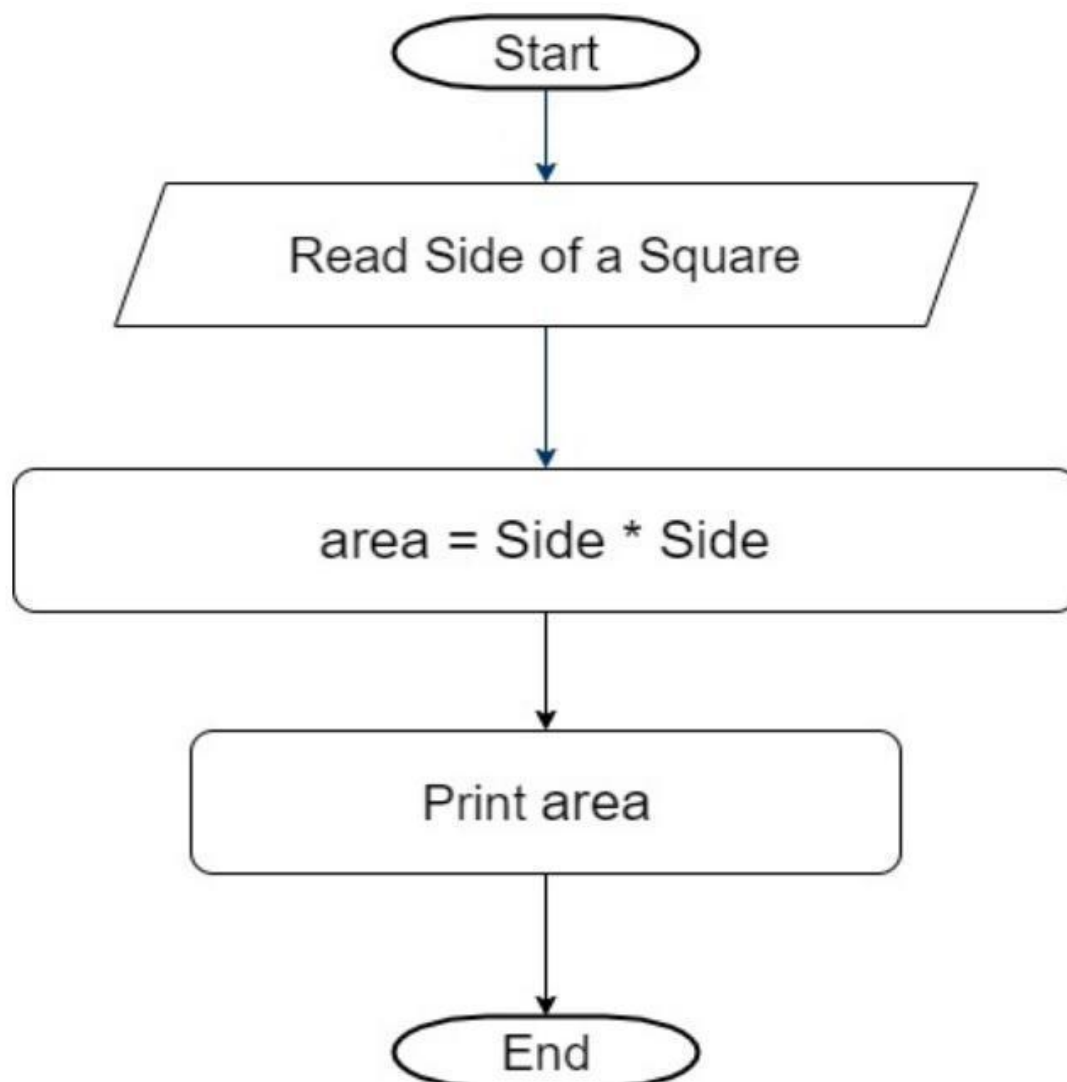 Start
Read Side of a Square
area = Side * Side
Print area
End